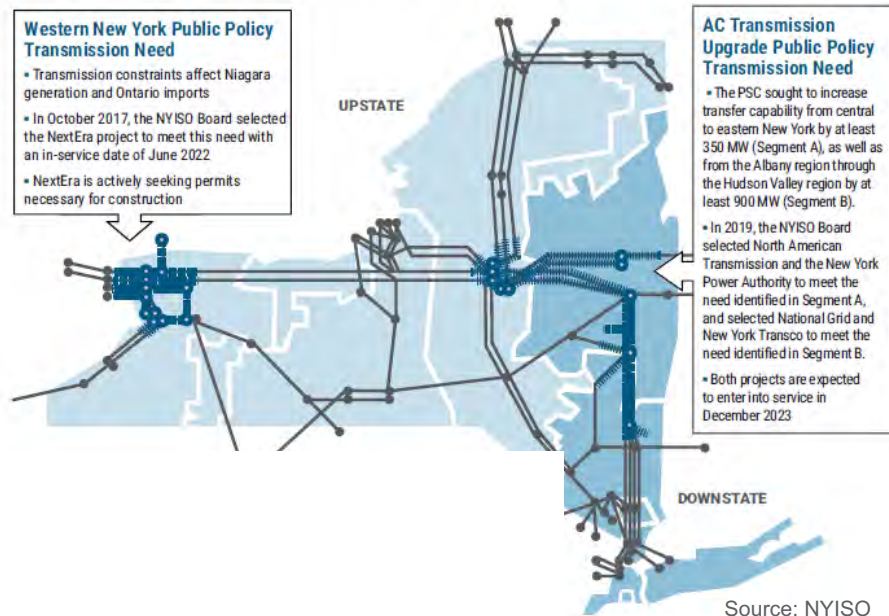 Western New York Public Policy
Transmission Need
▪ Transmission constraints affect Niagara
generation and Ontario imports
▪ In October 2017, the NYISO Board selected
the NextEra project to meet this need with
an in-service date of June 2022
▪ NextEra is actively seeking permits
necessary for construction
UPSTATE
AC Transmission
Upgrade Public Policy
Transmission Need
▪ The PSC sought to increase
transfer capability from central
to eastern New York by at least
350 MW (Segment A), as well as
from the Albany region through
the Hudson Valley region by at
least 900 MW (Segment B).
▪ In 2019, the NYISO Board
selected North American
Transmission and the New York
Power Authority to meet the
need identified in Segment A,
and selected National Grid and
New York Transco to meet the
need identified in Segment B.
▪ Both projects are expected
to enter into service in
December 2023
DOWNSTATE
Source: NYISO